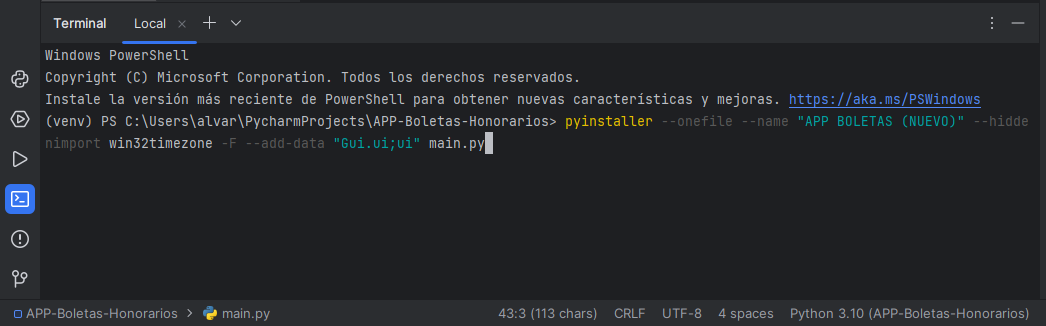 Terminal Local
Windows PowerShell
Copyright (C) Microsoft Corporation. Todos los derechos reservados.
Instale la versión más reciente de PowerShell para obtener nuevas características y mejoras. https://aka.ms/PSWindows
(venv) PS C:\Users\alvar\PycharmProjects\APP-Boletas-Honorarios> pyinstaller --onefile --name "APP BOLETAS (NUEVO)" --hidde
nimport win32timezone -F --add-data "Gui.ui;ui" main.py
APP-Boletas-Honorarios > main.py 43:3 (113 chars) CRLF UTF-8 4 spaces Python 3.10 (APP-Boletas-Honorarios)